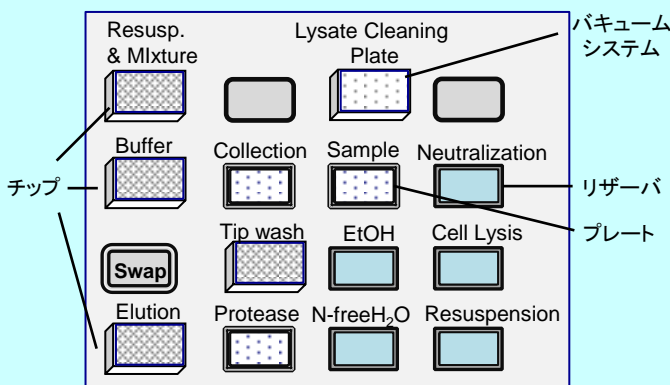 Resusp.
& MIxture
Lysate Cleaning
Plate
バキューム
システム
Buffer
Collection
Sample
Neutralization
チップ
リザーバ
プレート
Tip wash
EtOH
Cell Lysis
Swap
Elution
Protease
N-freeH₂O
Resuspension